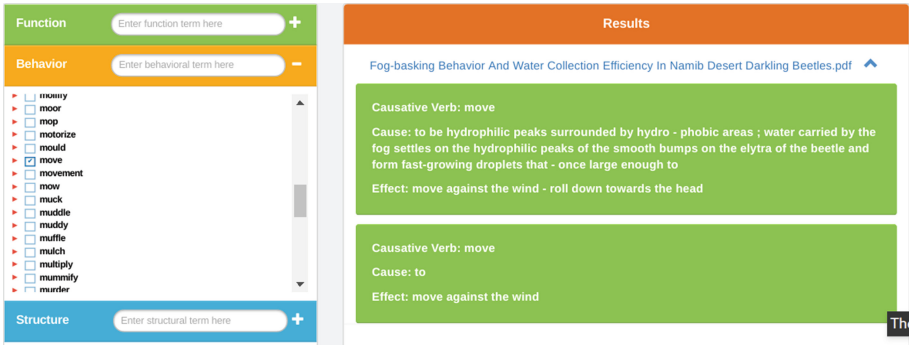 Function
Enter function term here
Behavior
Enter behavioral term here
mollify
moor
mop
motorize
mould
move
movement
mow
muck
muddle
muddy
muffle
mulch
multiply
mummify
murder
Structure
Enter structural term here
Results
Fog-basking Behavior And Water Collection Efficiency In Namib Desert Darkling Beetles.pdf
Causative Verb: move
Cause: to be hydrophilic peaks surrounded by hydro - phobic areas ; water carried by the
fog settles on the hydrophilic peaks of the smooth bumps on the elytra of the beetle and
form fast-growing droplets that - once large enough to
Effect: move against the wind - roll down towards the head
Causative Verb: move
Cause: to
Effect: move against the wind